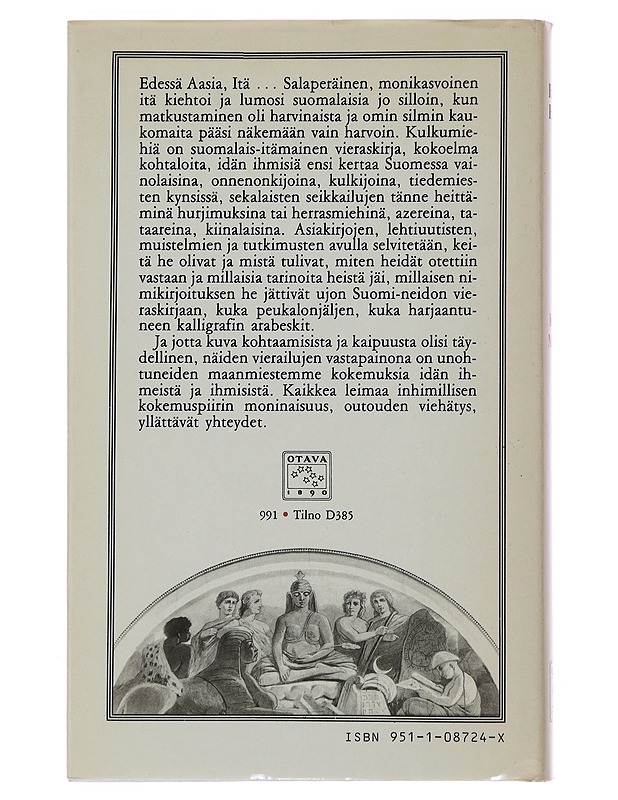 Edessä Aasia, Itä . . . Salaperäinen, monikasvoinen
itä kiehtoi ja lumosi suomalaisia jo silloin, kun
matkustaminen oli harvinaista ja omin silmin kau-
komaita pääsi näkemään vain harvoin. Kulkumie-
hiä on suomalais-itämainen vieraskirja, kokoelma
kohtaloita, idän ihmisiä ensi kertaa Suomessa vai-
nolaisina, onnenonkijoina, kulkijoina, tiedemies-
ten kynsissä, sekalaisten seikkailujen tänne heittä-
minä hurjimuksina tai herrasmiehinä, azereina, ta-
taareina, kiinalaisina. Asiakirjojen, lehtiuutisten,
muistelmien ja tutkimusten avulla selvitetään, kei-
tä he olivat ja mistä tulivat, miten heidät otettiin
vastaan ja millaisia tarinoita heistä jäi, millaisen ni-
mikirjoituksen he jättivät ujon Suomi-neidon vie-
raskirjaan, kuka peukalonjäljen, kuka harjaantu-
neen kalligrafin arabeskit.
Ja jotta kuva kohtaamisista ja kaipuusta olisi täy-
dellinen, näiden vierailujen vastapainona on unoh-
tuneiden maanmiestemme kokemuksia idän ih-
meistä ja ihmisistä. Kaikkea leimaa inhimillisen
kokemuspiirin moninaisuus, outouden viehätys,
yllättävät yhteydet.
OTAVA
1890
991 • Tilno D385
ISBN 951-1-08724-X